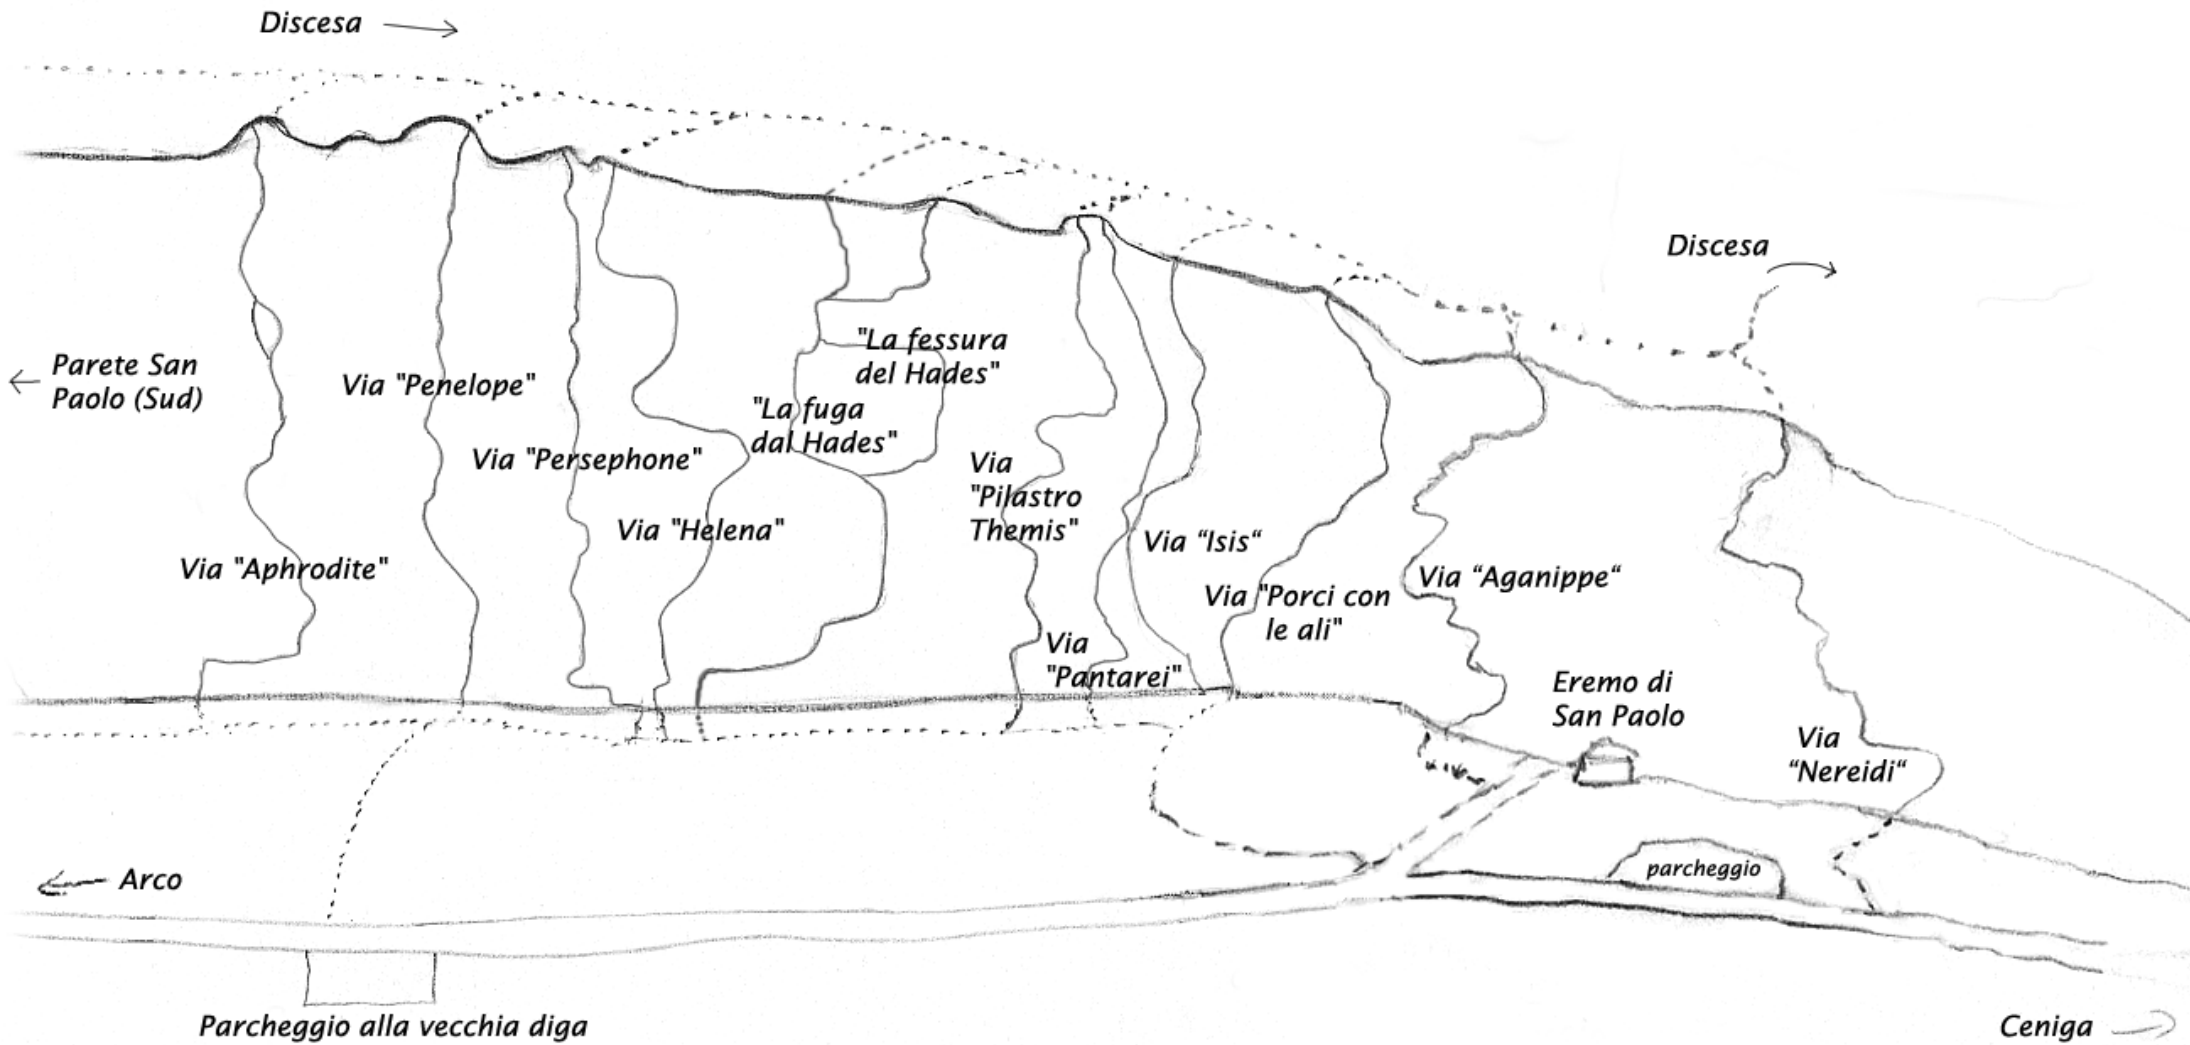 Discesa
Discesa
Parete San
Paolo (Sud)
Via "Penelope"
"La fessura
del Hades"
"La fuga
dal Hades"
Via "Persephone"
Via
"Pilastro
Themis"
Via "Helena"
Via “Isis“
Via "Aphrodite"
Via “Aganippe“
Via "Porci con
le ali"
Via
"Pantarei"
Eremo di
San Paolo
Via
“Nereidi“
parcheggio
Arco
Parcheggio alla vecchia diga
Ceniga